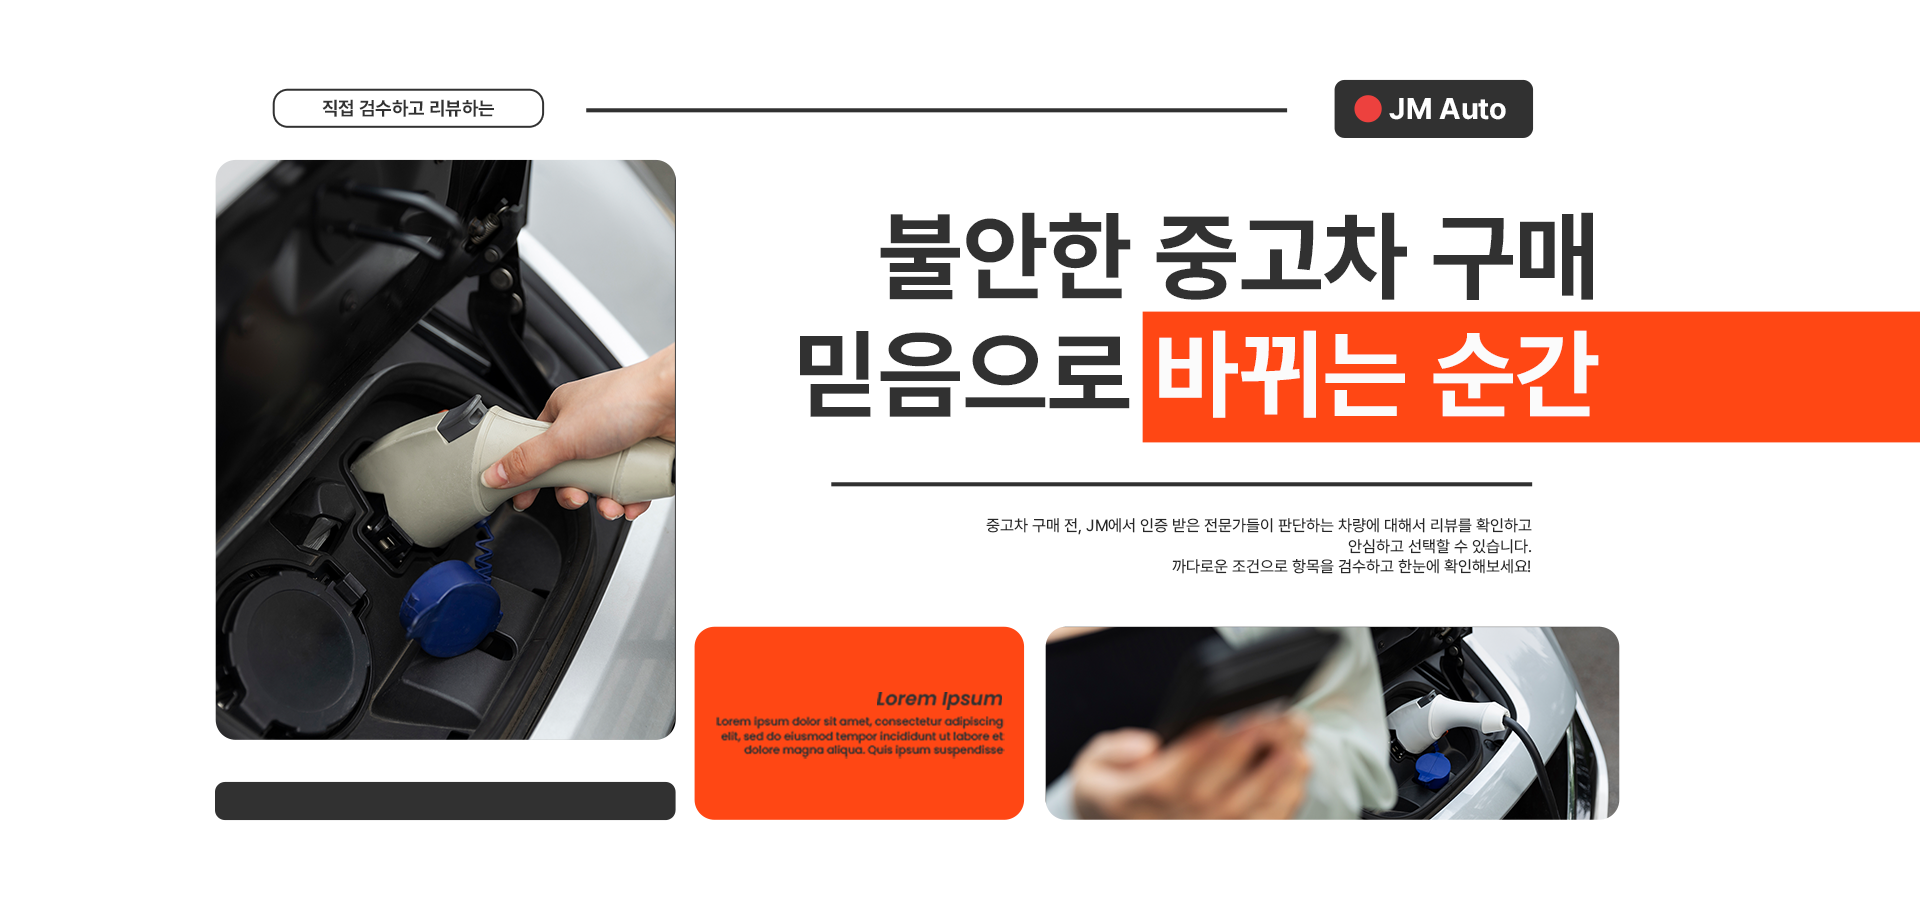 직접 검수하고 리뷰하는
JM Auto
불안한 중고차 구매
믿음으로 바뀌는 순간
중고차 구매 전, JM에서 인증 받은 전문가들이 판단하는 차량에 대해서 리뷰를 확인하고
안심하고 선택할 수 있습니다.
까다로운 조건으로 항목을 검수하고 한눈에 확인해보세요!
Lorem Ipsum
Lorem ipsum dolor sit amet, consectetur adipiscing
elit, sed do eiusmod tempor incididunt ut labore et
dolore magna aliqua. Quis ipsum suspendisse